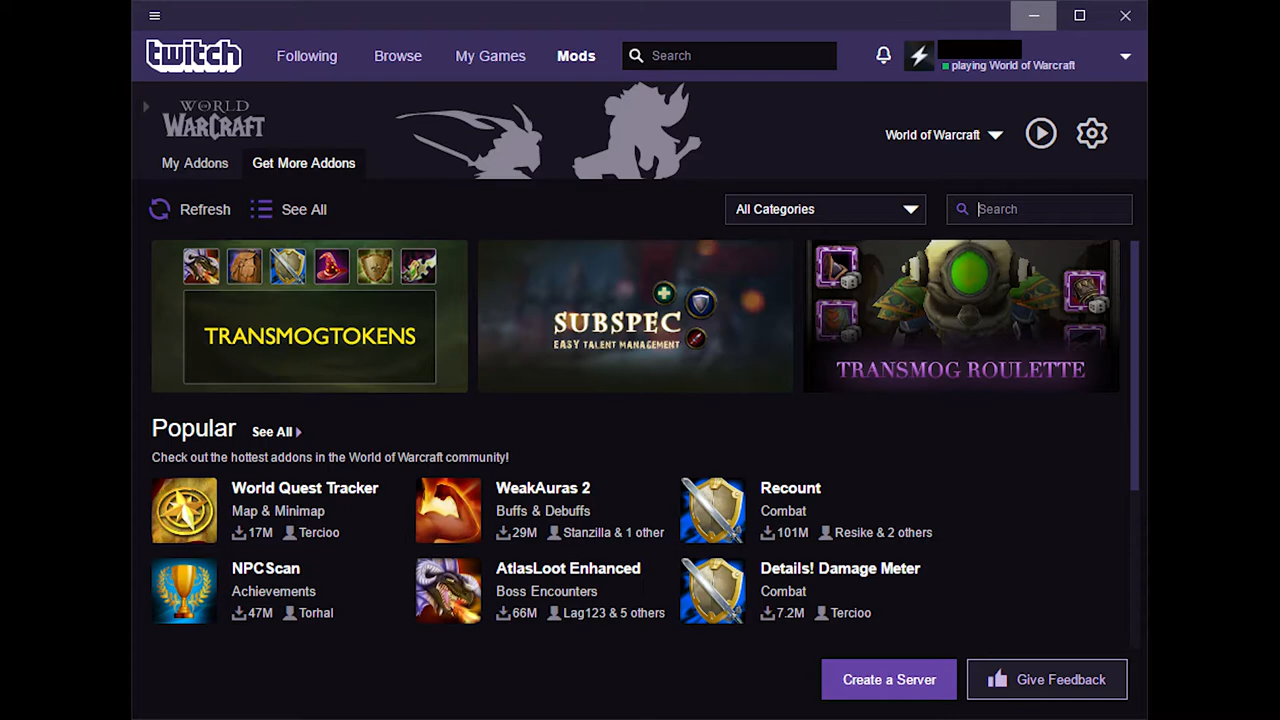 twitch
Following
Browse
My Games
Mods
Search
playing World of Warcraft
WORLD
WARCRAFT
World of Warcraft
My Addons
Get More Addons
Refresh
See All
All Categories
Search
TRANSMOGTOKENS
SUBSPEC
EASY TALENT MANAGEMENT
TRANSMOG ROULETTE
Popular See All
Check out the hottest addons in the World of Warcraft community!
World Quest Tracker
Map & Minimap
17M Tercioo
WeakAuras 2
Buffs & Debuffs
29M Stanzilla & 1 other
Recount
Combat
101M Resike & 2 others
NPCScan
Achievements
47M Torhal
AtlasLoot Enhanced
Boss Encounters
66M Lag123 & 5 others
Details! Damage Meter
Combat
7.2M Tercioo
Create a Server
Give Feedback